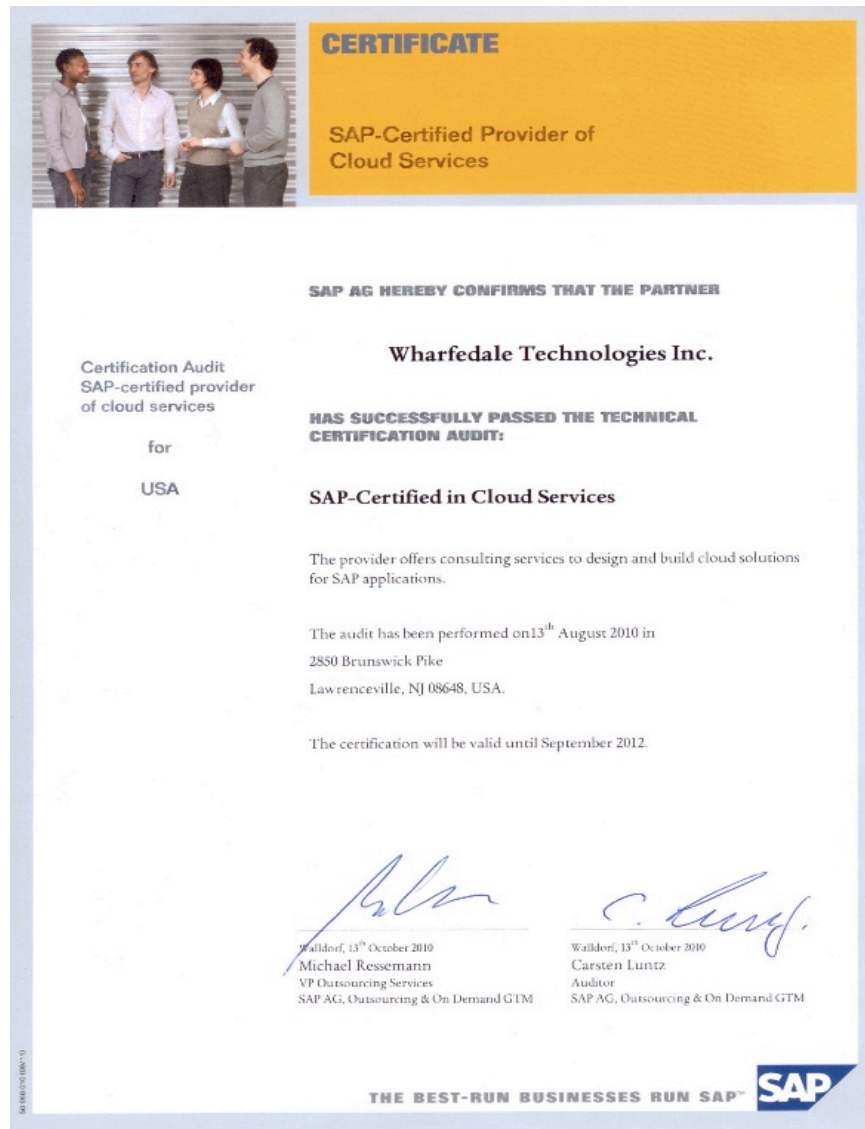 CERTIFICATE
SAP-Certified Provider of
Cloud Services
SAP AG HEREBY CONFIRMS THAT THE PARTNER
Wharfedale Technologies Inc.
Certification Audit
SAP-certified provider
of cloud services
for
USA
HAS SUCCESSFULLY PASSED THE TECHNICAL
CERTIFICATION AUDIT:
SAP-Certified in Cloud Services
The provider offers consulting services to design and build cloud solutions
for SAP applications.
The audit has been performed on13th August 2010 in
2850 Brunswick Pike
Lawrenceville, NJ 08648, USA.
The certification will be valid until September 2012.
Walldorf, 13th October 2010
Michael Ressemann
VP Outsourcing Services
SAP AG, Outsourcing & On Demand GTM
Walldorf, 13th October 2010
Carsten Luntz
Auditor
SAP AG, Outsourcing & On Demand GTM
THE BEST-RUN BUSINESSES RUN SAP™
SAP